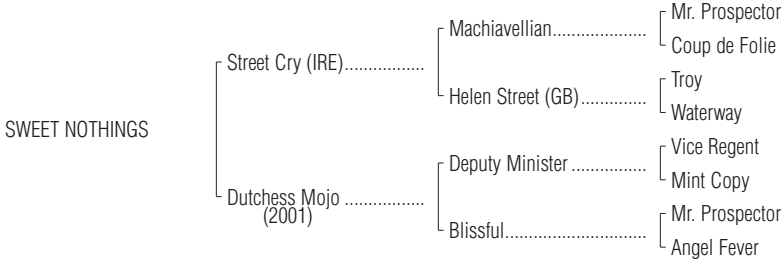 Mr. Prospector
Machiavellian....................
Coup de Folie
Street Cry (IRE).................
Troy
Helen Street (GB)..............
Waterway
SWEET NOTHINGS
Vice Regent
Deputy Minister ................
Mint Copy
Dutchess Mojo .................
(2001)
Mr. Prospector
Blissful..............................
Angel Fever